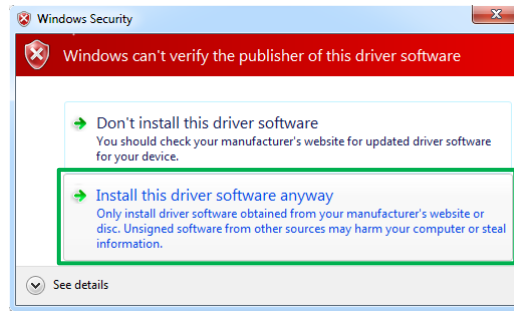 Windows Security
Windows can't verify the publisher of this driver software
Don't install this driver software
You should check your manufacturer's website for updated driver software
for your device.
Install this driver software anyway
Only install driver software obtained from your manufacturer's website or
disc. Unsigned software from other sources may harm your computer or steal
information.
See details